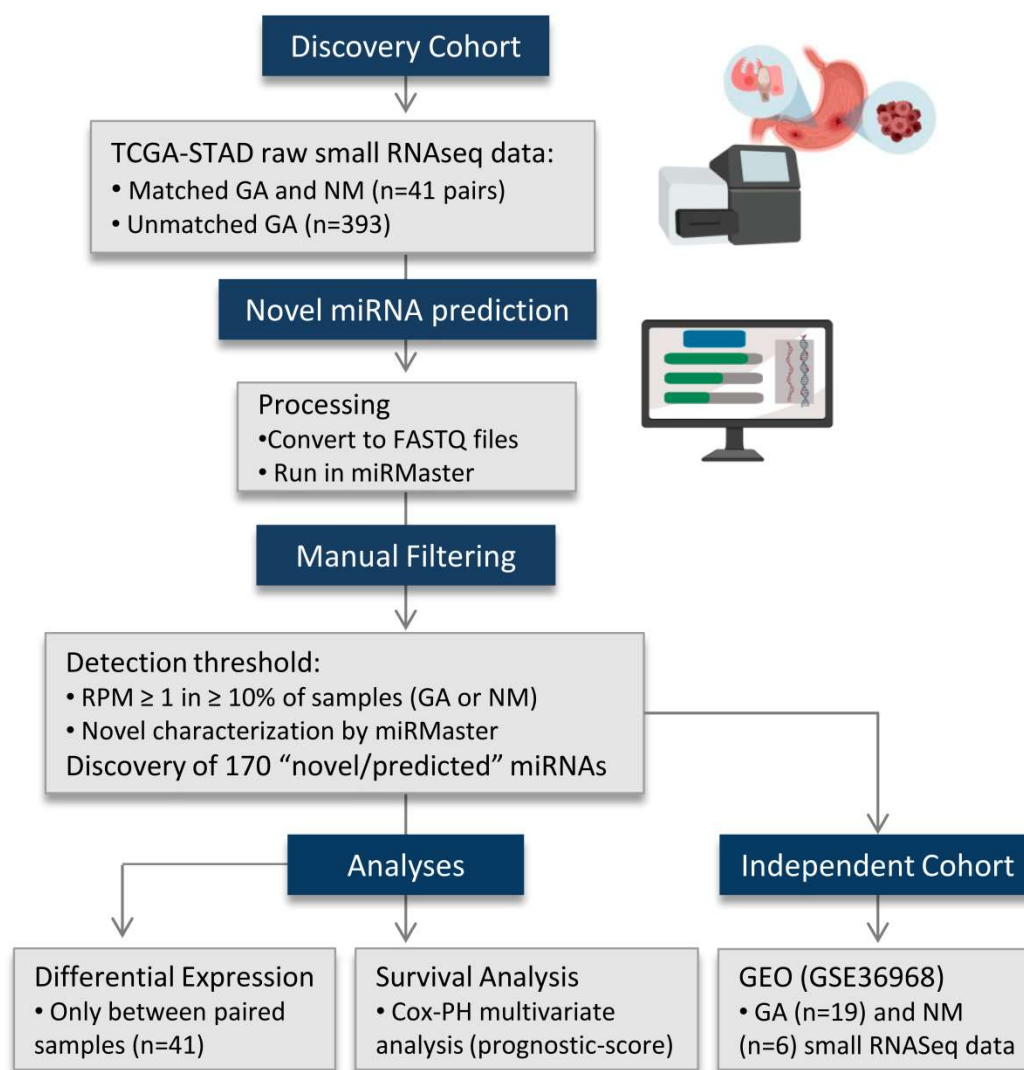 Discovery Cohort
TCGA-STAD raw small RNAseq data:
• Matched GA and NM (n=41 pairs)
• Unmatched GA (n=393)
Novel miRNA prediction
Processing
•Convert to FASTQ files
• Run in miRMaster
Manual Filtering
Detection threshold:
• RPM ≥ 1 in ≥ 10% of samples (GA or NM)
• Novel characterization by miRMaster
Discovery of 170 “novel/predicted” miRNAs
Analyses
Independent Cohort
Differential Expression
• Only between paired
samples (n=41)
Survival Analysis
• Cox-PH multivariate
analysis (prognostic-score)
GEO (GSE36968)
• GA (n=19) and NM
(n=6) small RNASeq data